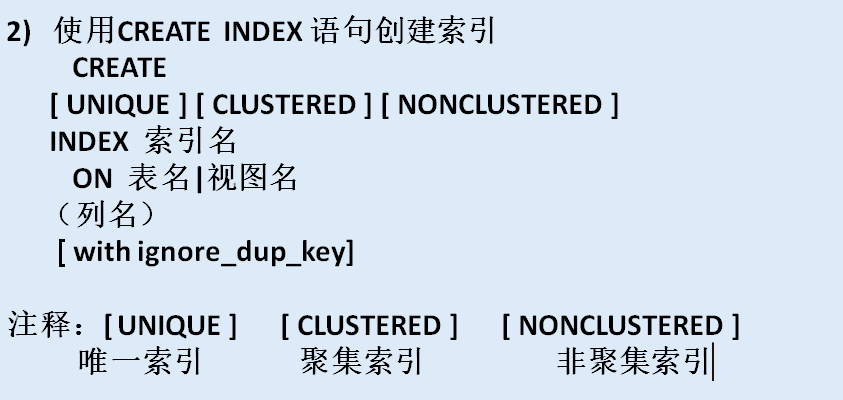 2) 使用CREATE INDEX 语句创建索引
CREATE
[ UNIQUE ] [ CLUSTERED ] [ NONCLUSTERED ]
INDEX 索引名
ON 表名|视图名
（列名）
[ with ignore_dup_key]
注释：[ UNIQUE ] [ CLUSTERED ] [ NONCLUSTERED ]
唯一索引 聚集索引 非聚集索引